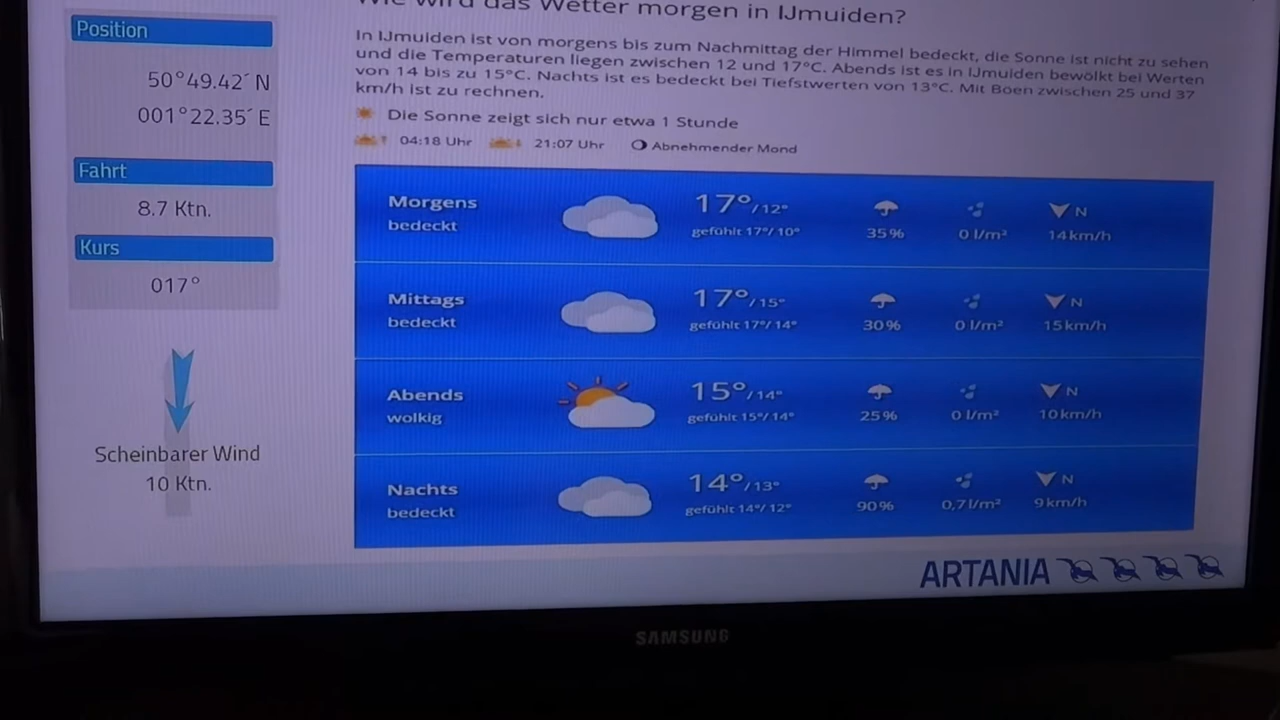 Position
50°49.42´N
001°22.35´E
Fahrt
8.7 Ktn.
Kurs
017°
Scheinbarer Wind
10 Ktn.
Wie wird das Wetter morgen in IJmuiden?
In IJmuiden ist von morgens bis zum Nachmittag der Himmel bedeckt, die Sonne ist nicht zu sehen
und die Temperaturen liegen zwischen 12 und 17°C. Abends ist es in IJmuiden bewölkt bei Werten
von 14 bis zu 15°C. Nachts ist es bedeckt bei Tiefstwerten von 13°C. Mit Böen zwischen 25 und 37
km/h ist zu rechnen.
Die Sonne zeigt sich nur etwa 1 Stunde
04:18 Uhr 21:07 Uhr Abnehmender Mond
Morgens 17°/12° N
bedeckt gefühlt 17°/10° 35% 0 l/m² 14km/h
Mittags 17°/15° N
bedeckt gefühlt 17°/14° 30% 0 l/m² 15km/h
Abends 15°/14° N
wolkig gefühlt 15°/14° 25% 0 l/m² 10km/h
Nachts 14°/13° N
bedeckt gefühlt 14°/12° 90% 0,7 l/m² 9km/h
ARTANIA
SAMSUNG